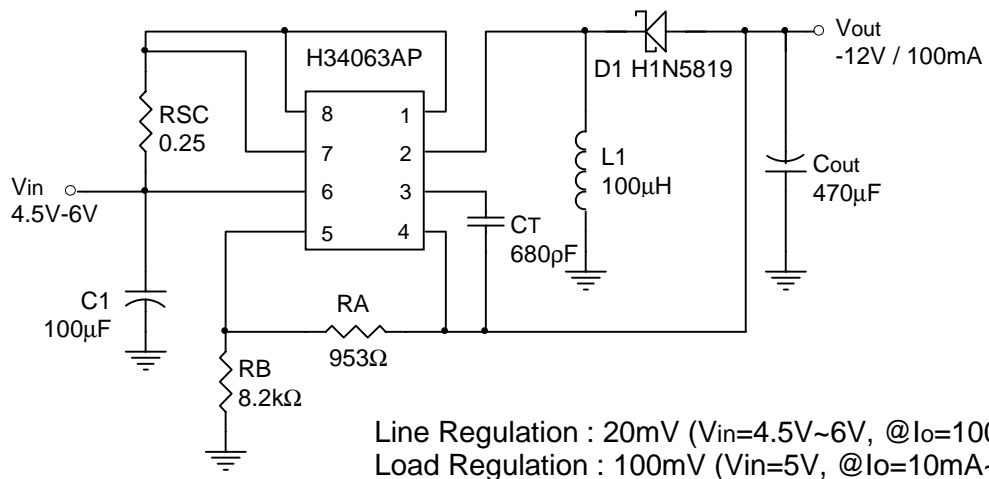 H34063AP
8
1
7
2
6
3
5
4
RSC
0.25
Vin
4.5V-6V
C1
100μF
RB
8.2kΩ
RA
953Ω
CT
680ρF
L1
100μH
D1 H1N5819
Vout
-12V / 100mA
Cout
470μF
Line Regulation : 20mV (Vin=4.5V~6V, @Io=100
Load Regulation : 100mV (Vin=5V, @Io=10mA~